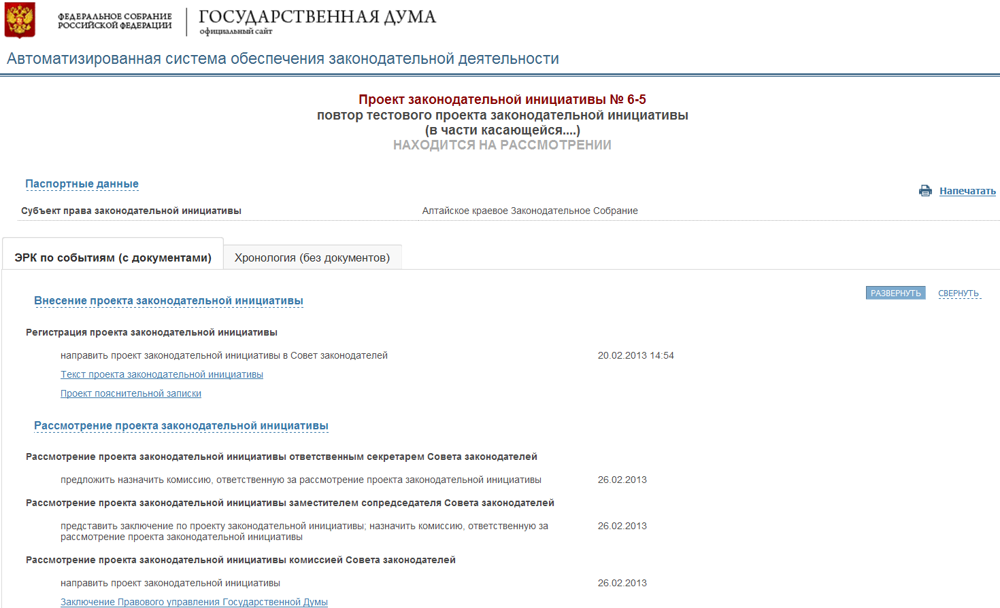 ФЕДЕРАЛЬНОЕ СОБРАНИЕ
РОССИЙСКОЙ ФЕДЕРАЦИИ
ГОСУДАРСТВЕННАЯ ДУМА
официальный сайт
Автоматизированная система обеспечения законодательной деятельности
Проект законодательной инициативы № 6-5
повтор тестового проекта законодательной инициативы
(в части касающейся....)
НАХОДИТСЯ НА РАССМОТРЕНИИ
Паспортные данные
Напечатать
Субъект права законодательной инициативы Алтайское краевое Законодательное Собрание
ЭРК по событиям (с документами) Хронология (без документов)
РАЗВЕРНУТЬ СВЕРНУТЬ
Внесение проекта законодательной инициативы
Регистрация проекта законодательной инициативы
направить проект законодательной инициативы в Совет законодателей 20.02.2013 14:54
Текст проекта законодательной инициативы
Проект пояснительной записки
Рассмотрение проекта законодательной инициативы
Рассмотрение проекта законодательной инициативы ответственным секретарем Совета законодателей
предложить назначить комиссию, ответственную за рассмотрение проекта законодательной инициативы 26.02.2013
Рассмотрение проекта законодательной инициативы заместителем сопредседателя Совета законодателей
представить заключение по проекту законодательной инициативы; назначить комиссию, ответственную за 26.02.2013
рассмотрение проекта законодательной инициативы
Рассмотрение проекта законодательной инициативы комиссией Совета законодателей
направить проект законодательной инициативы 26.02.2013
Заключение Правового управления Государственной Думы